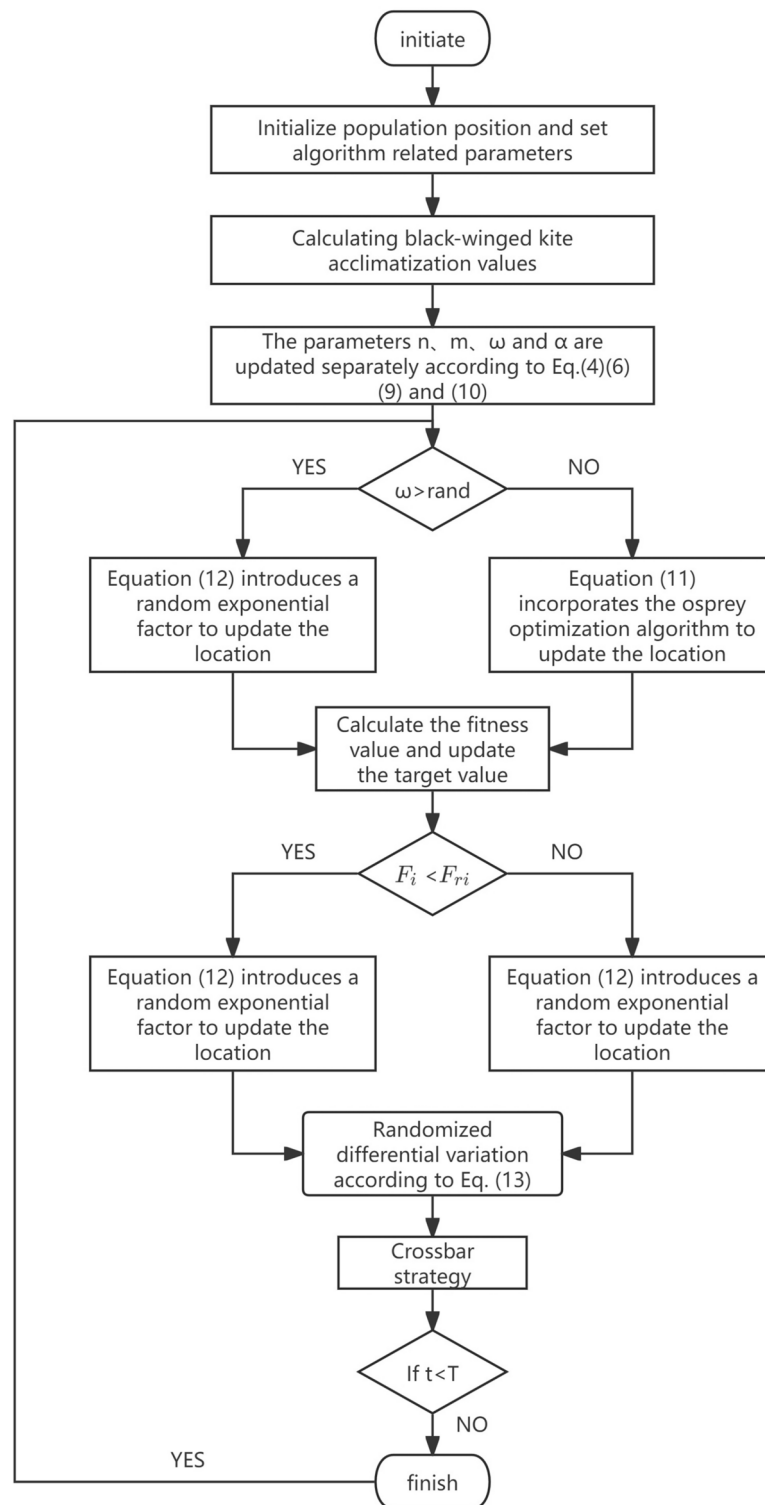 initiate
Initialize population position and set
algorithm related parameters
Calculating black-winged kite
acclimatization values
The parameters n、m、ω and α are
updated separately according to Eq.(4)(6)
(9) and (10)
YES
ω>rand
NO
Equation (12) introduces a
random exponential
factor to update the
location
Equation (11)
incorporates the osprey
optimization algorithm to
update the location
Calculate the fitness
value and update
the target value
YES
F_i <F_{ri}
NO
Equation (12) introduces a
random exponential
factor to update the
location
Equation (12) introduces a
random exponential
factor to update the
location
Randomized
differential variation
according to Eq. (13)
Crossbar
strategy
If t<T
NO
YES
finish